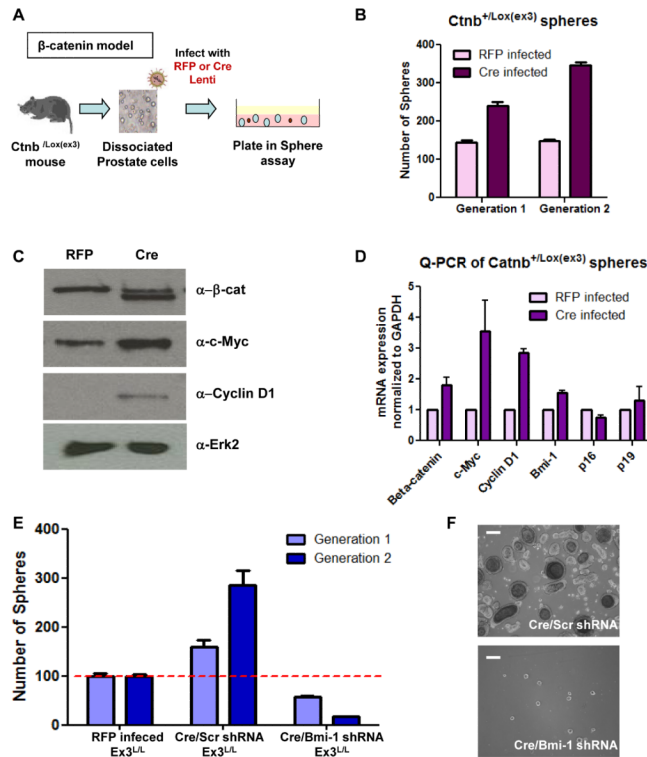 A
β-catenin model
Infect with
RFP or Cre
Lenti
Ctnb /Lox(ex3)
mouse
Dissociated
Prostate cells
Plate in Sphere
assay
B
Ctnb+/Lox(ex3) spheres
RFP infected
Cre infected
Number of Spheres
400
300
200
100
0
Generation 1
Generation 2
C
RFP
Cre
α–β-cat
α-c-Myc
α–Cyclin D1
α-Erk2
D
Q-PCR of Catnb+/Lox(ex3) spheres
RFP infected
Cre infected
mRNA expression
normalized to GAPDH
5
4
3
2
1
0
Beta-catenin
c-Myc
Cyclin D1
Bmi-1
p16
p19
E
Generation 1
Generation 2
Number of Spheres
400
300
200
100
0
RFP infeced
Ex3L/L
Cre/Scr shRNA
Ex3L/L
Cre/Bmi-1 shRNA
Ex3L/L
F
Cre/Scr shRNA
Cre/Bmi-1 shRNA